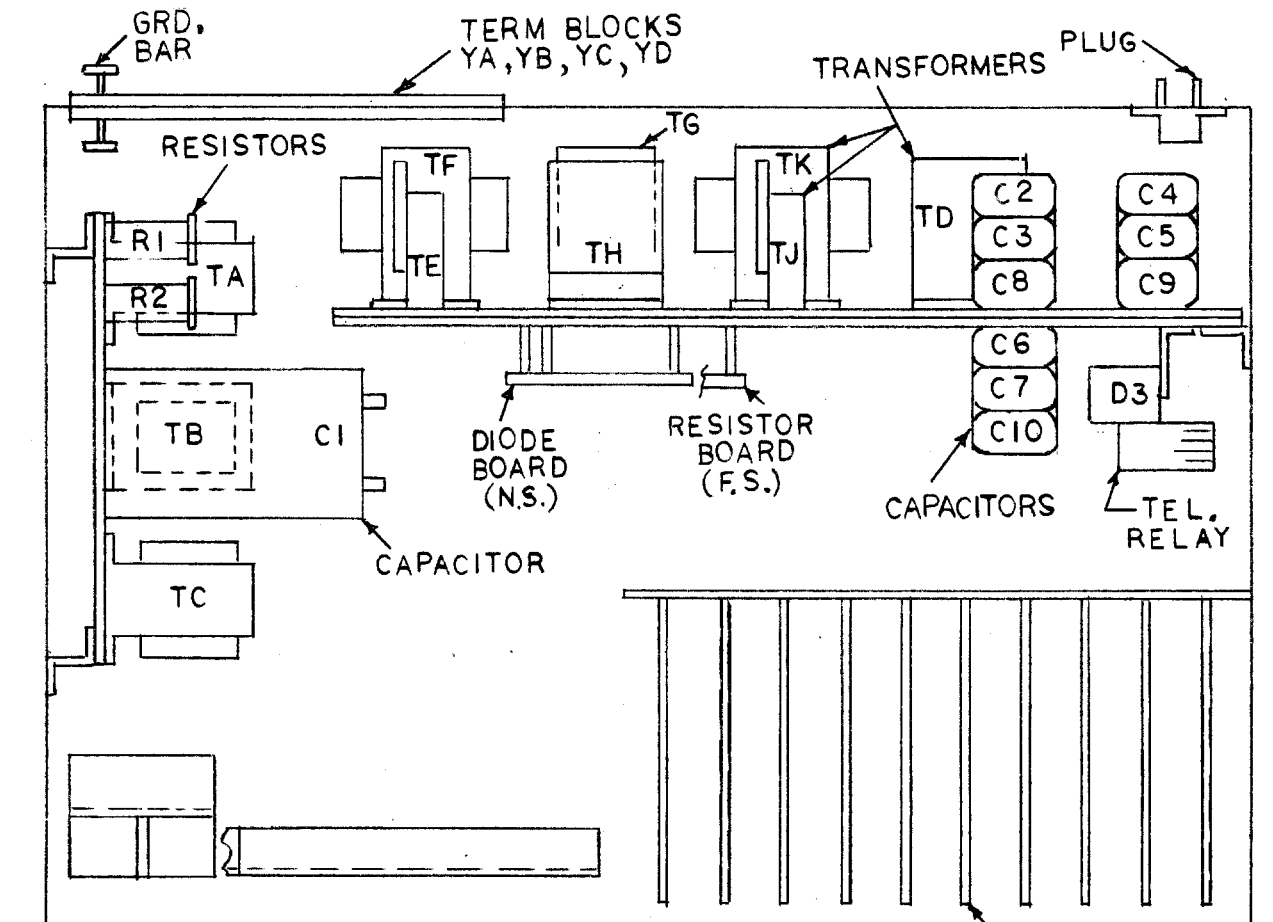 GRD.
BAR
TERM BLOCKS
YA, YB, YC, YD
PLUG
TRANSFORMERS
RESISTORS
TG
TF
TK
C2
C4
R1
TD
C3
C5
TA
TE
TH
TJ
C8
C9
R2
C6
C7
D3
TB
C1
C10
DIODE
BOARD
(N.S.)
RESISTOR
BOARD
(F.S.)
CAPACITORS
TEL.
RELAY
CAPACITOR
TC